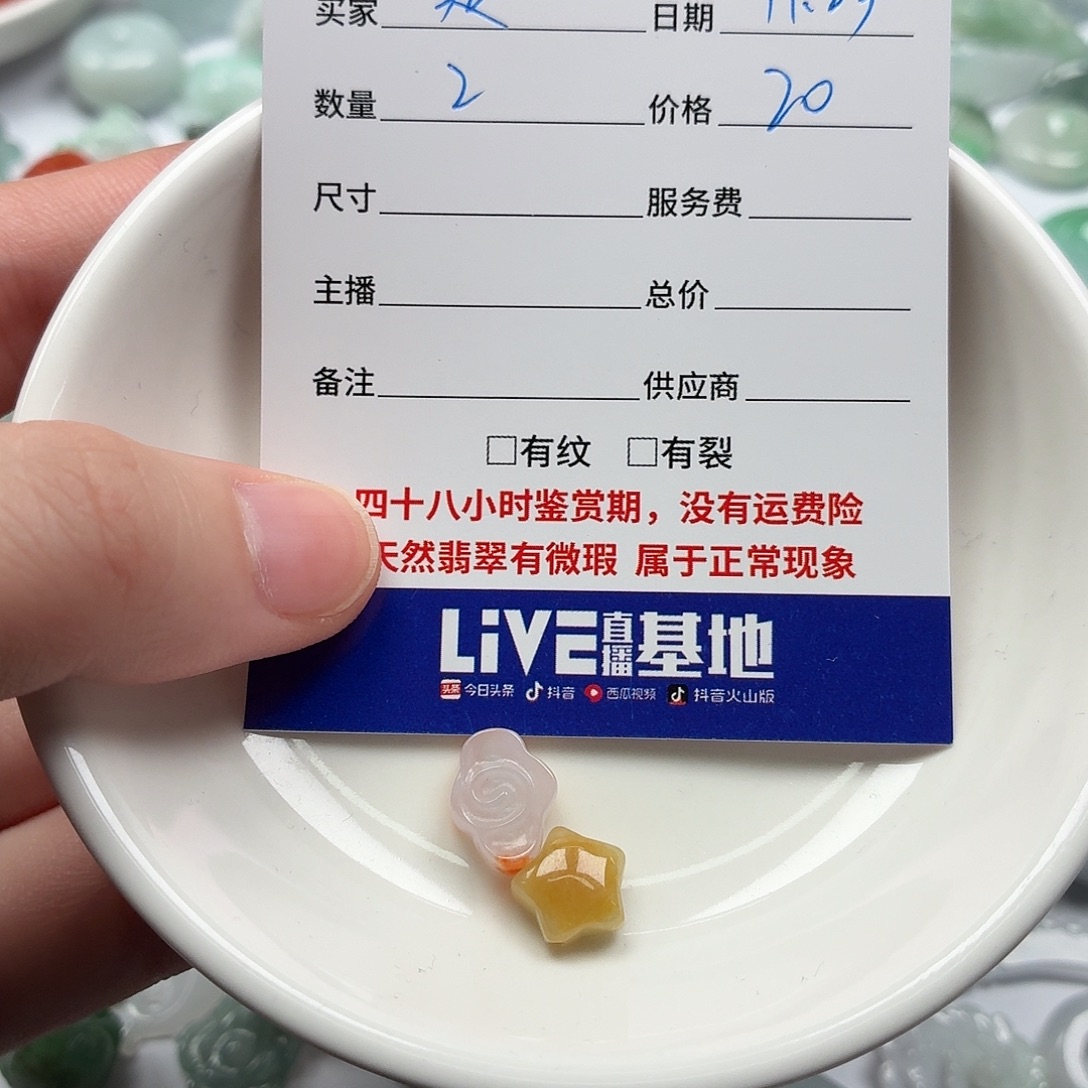 买家 日期
数量 2 价格 20
尺寸 服务费
主播 总价
备注 供应商
□有纹 □有裂
四十八小时鉴赏期，没有运费险
天然翡翠有微瑕 属于正常现象
LiVE直播基地
头条 今日头条 抖音 西瓜视频 抖音火山版